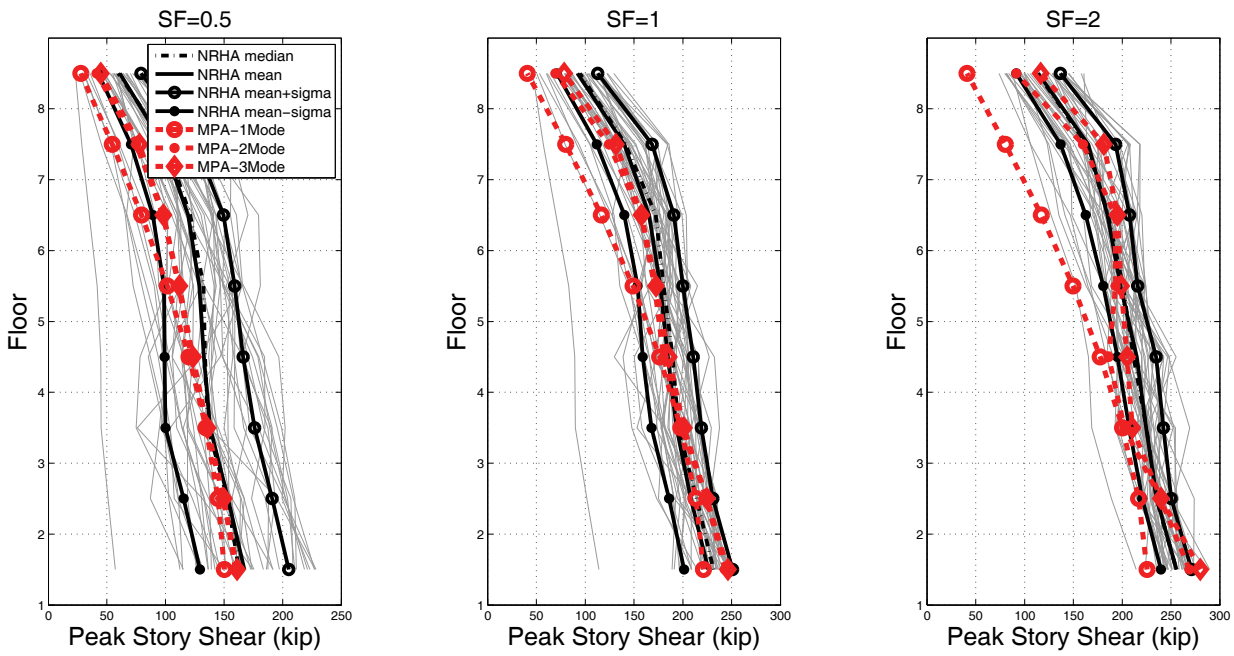 SF=0.5
NRHA median
NRHA mean
NRHA mean+sigma
NRHA mean−sigma
MPA−1Mode
MPA−2Mode
MPA−3Mode
8
7
6
5
4
3
2
1
Floor
0 50 100 150 200 250
Peak Story Shear (kip)
SF=1
8
7
6
5
4
3
2
1
Floor
0 50 100 150 200 250 300
Peak Story Shear (kip)
SF=2
8
7
6
5
4
3
2
1
Floor
0 50 100 150 200 250 300
Peak Story Shear (kip)